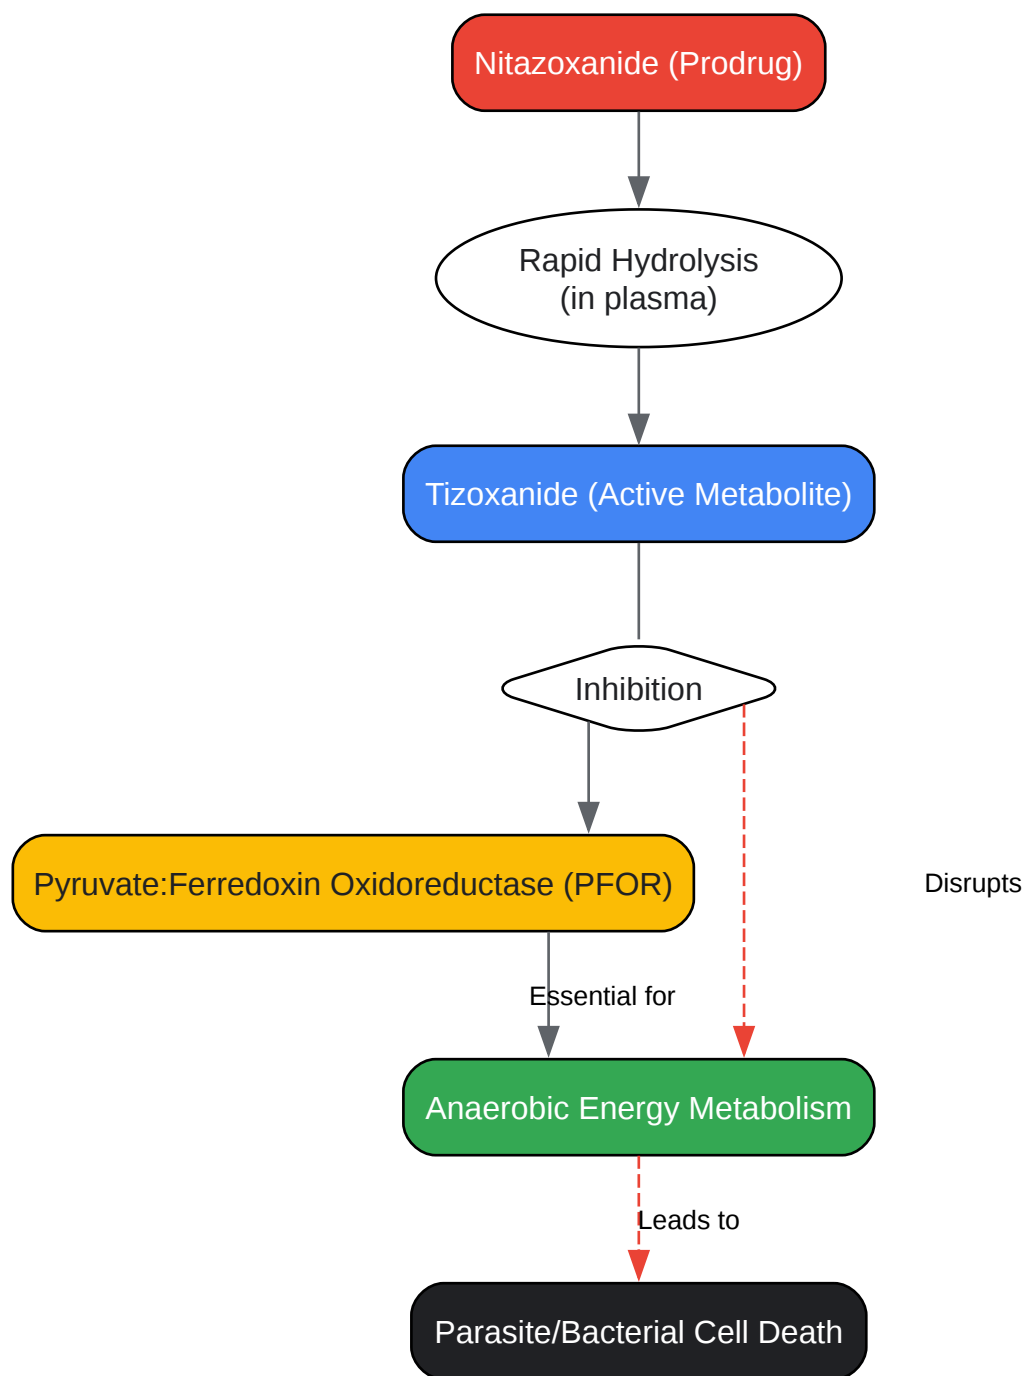 Nitazoxanide (Prodrug)
Rapid Hydrolysis
(in plasma)
Tizoxanide (Active Metabolite)
Inhibition
Pyruvate:Ferredoxin Oxidoreductase (PFOR)
Disrupts
Essential for
Anaerobic Energy Metabolism
Leads to
Parasite/Bacterial Cell Death